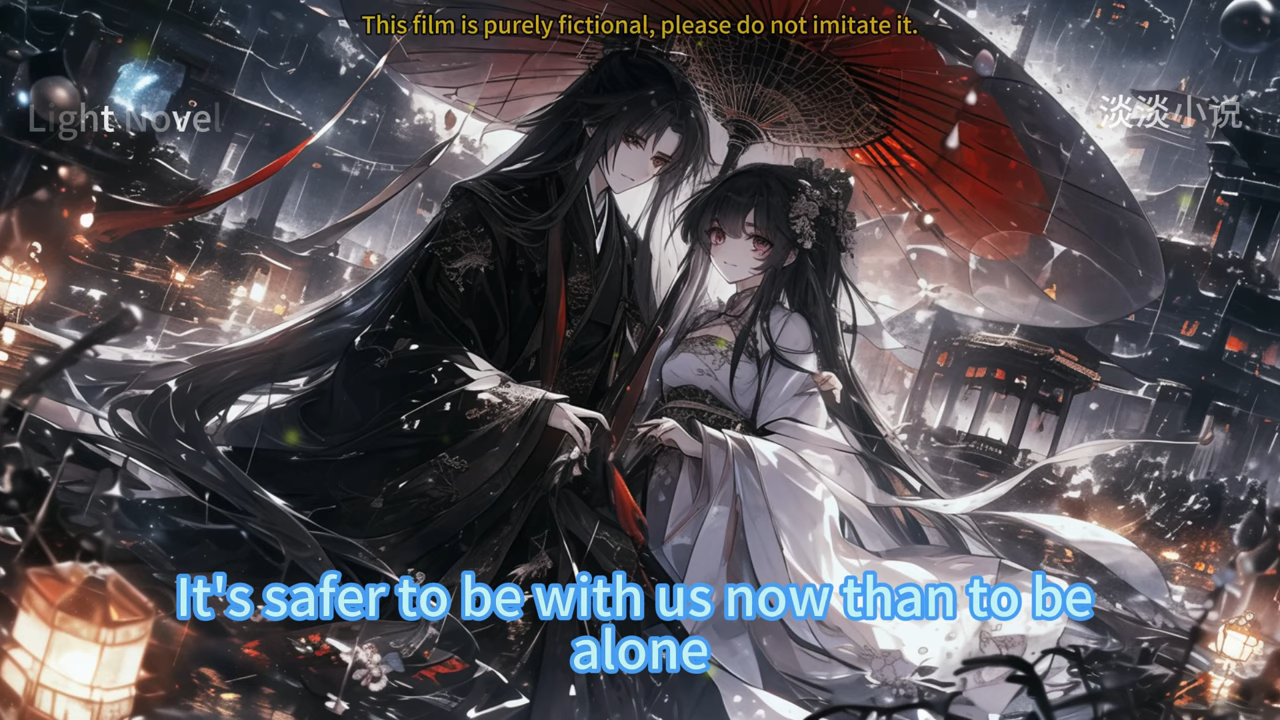 This film is purely fictional, please do not imitate it.
Light Novel
淡淡小说
It's safer to be with us now than to be
alone